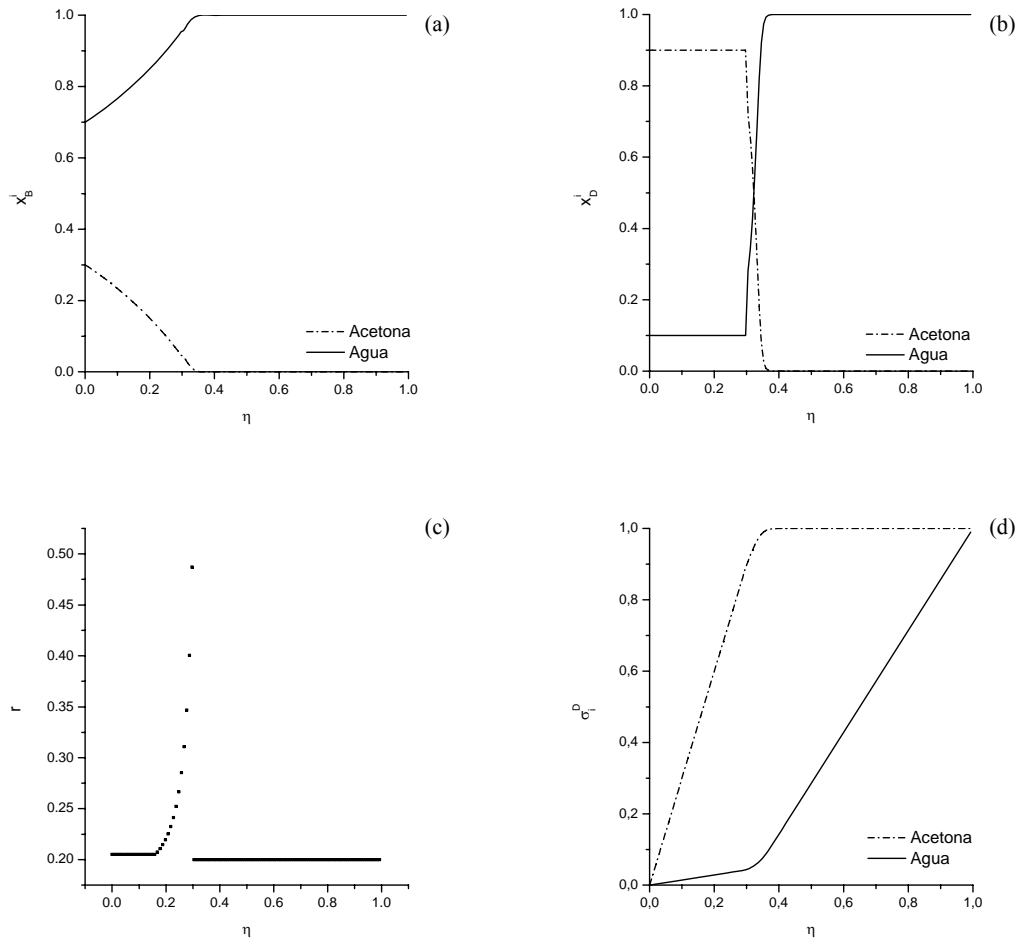 (a)
1.0
0.8
0.6
0.4
0.2
0.0
x_B^i
Acetona
Agua
0.0 0.2 0.4 0.6 0.8 1.0
η
(b)
1.0
0.8
0.6
0.4
0.2
0.0
x_D^i
Acetona
Agua
0.0 0.2 0.4 0.6 0.8 1.0
η
(c)
0.50
0.45
0.40
0.35
0.30
0.25
0.20
r
0.0 0.2 0.4 0.6 0.8 1.0
η
(d)
1,0
0,8
0,6
0,4
0,2
0,0
σ_i^D
Acetona
Agua
0,0 0,2 0,4 0,6 0,8 1,0
η